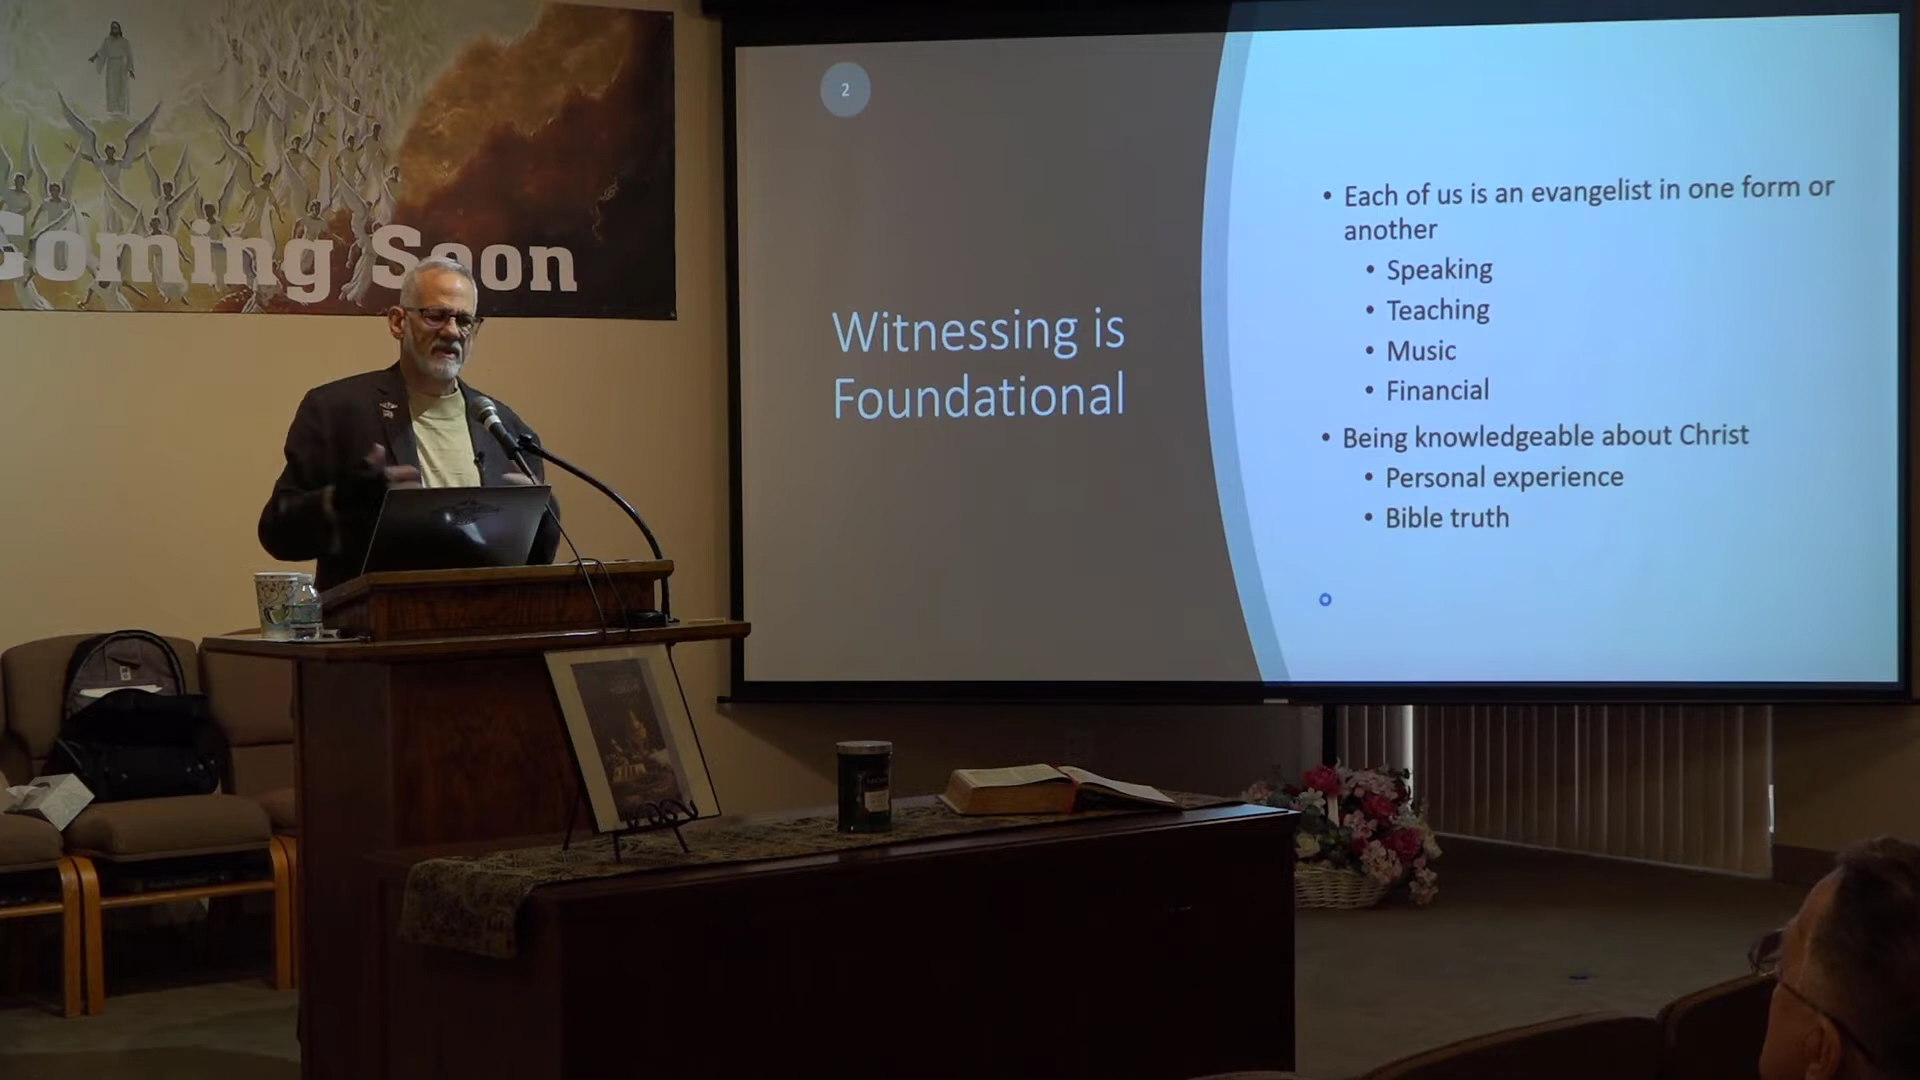 Coming Soon
2
Witnessing is
Foundational
• Each of us is an evangelist in one form or
another
• Speaking
• Teaching
• Music
• Financial
• Being knowledgeable about Christ
• Personal experience
• Bible truth